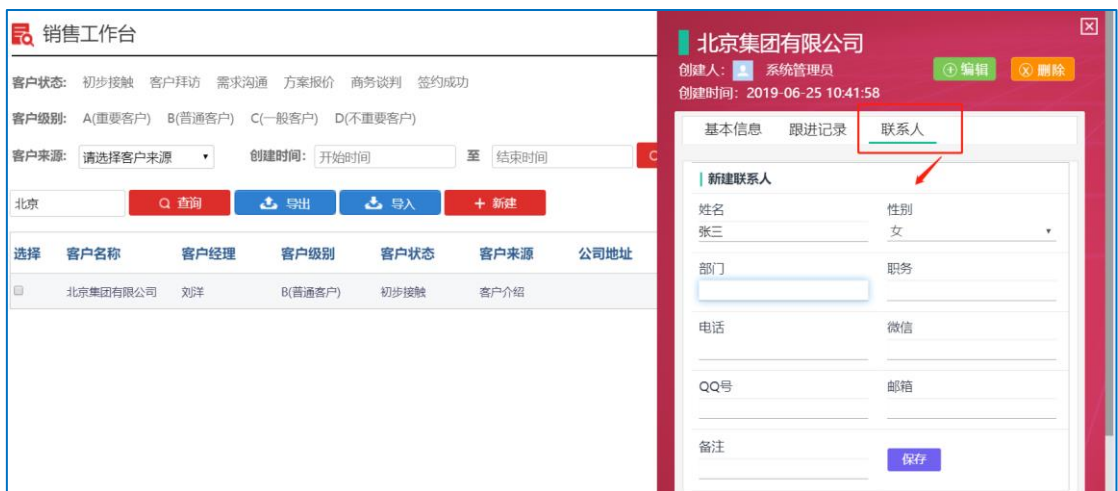 销售工作台
客户状态: 初步接触 客户拜访 需求沟通 方案报价 商务谈判 签约成功
客户级别: A(重要客户) B(普通客户) C(一般客户) D(不重要客户)
客户来源: 请选择客户来源 创建时间: 开始时间 至 结束时间
北京 查询 导出 导入 + 新建
选择 客户名称 客户经理 客户级别 客户状态 客户来源 公司地址
北京集团有限公司 刘洋 B(普通客户) 初步接触 客户介绍
北京集团有限公司
创建人: 系统管理员 编辑 删除
创建时间: 2019-06-25 10:41:58
基本信息 跟进记录 联系人
新建联系人
姓名 性别
张三 女
部门 职务
电话 微信
QQ号 邮箱
备注
保存